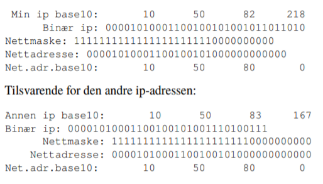 Min ip base10: 10 50 82 218
Binær ip: 00001010001100100101001011011010
Nettmaske: 11111111111111111111110000000000
Nettadresse: 00001010001100100101000000000000
Net.adr.base10: 10 50 80 0
Tilsvarende for den andre ip-adressen:
Annen ip base10: 10 50 83 167
Binær ip: 00001010001100100101001110100111
Nettmaske: 11111111111111111111110000000000
Nettadresse: 00001010001100100101000000000000
Net.adr.base10: 10 50 80 0